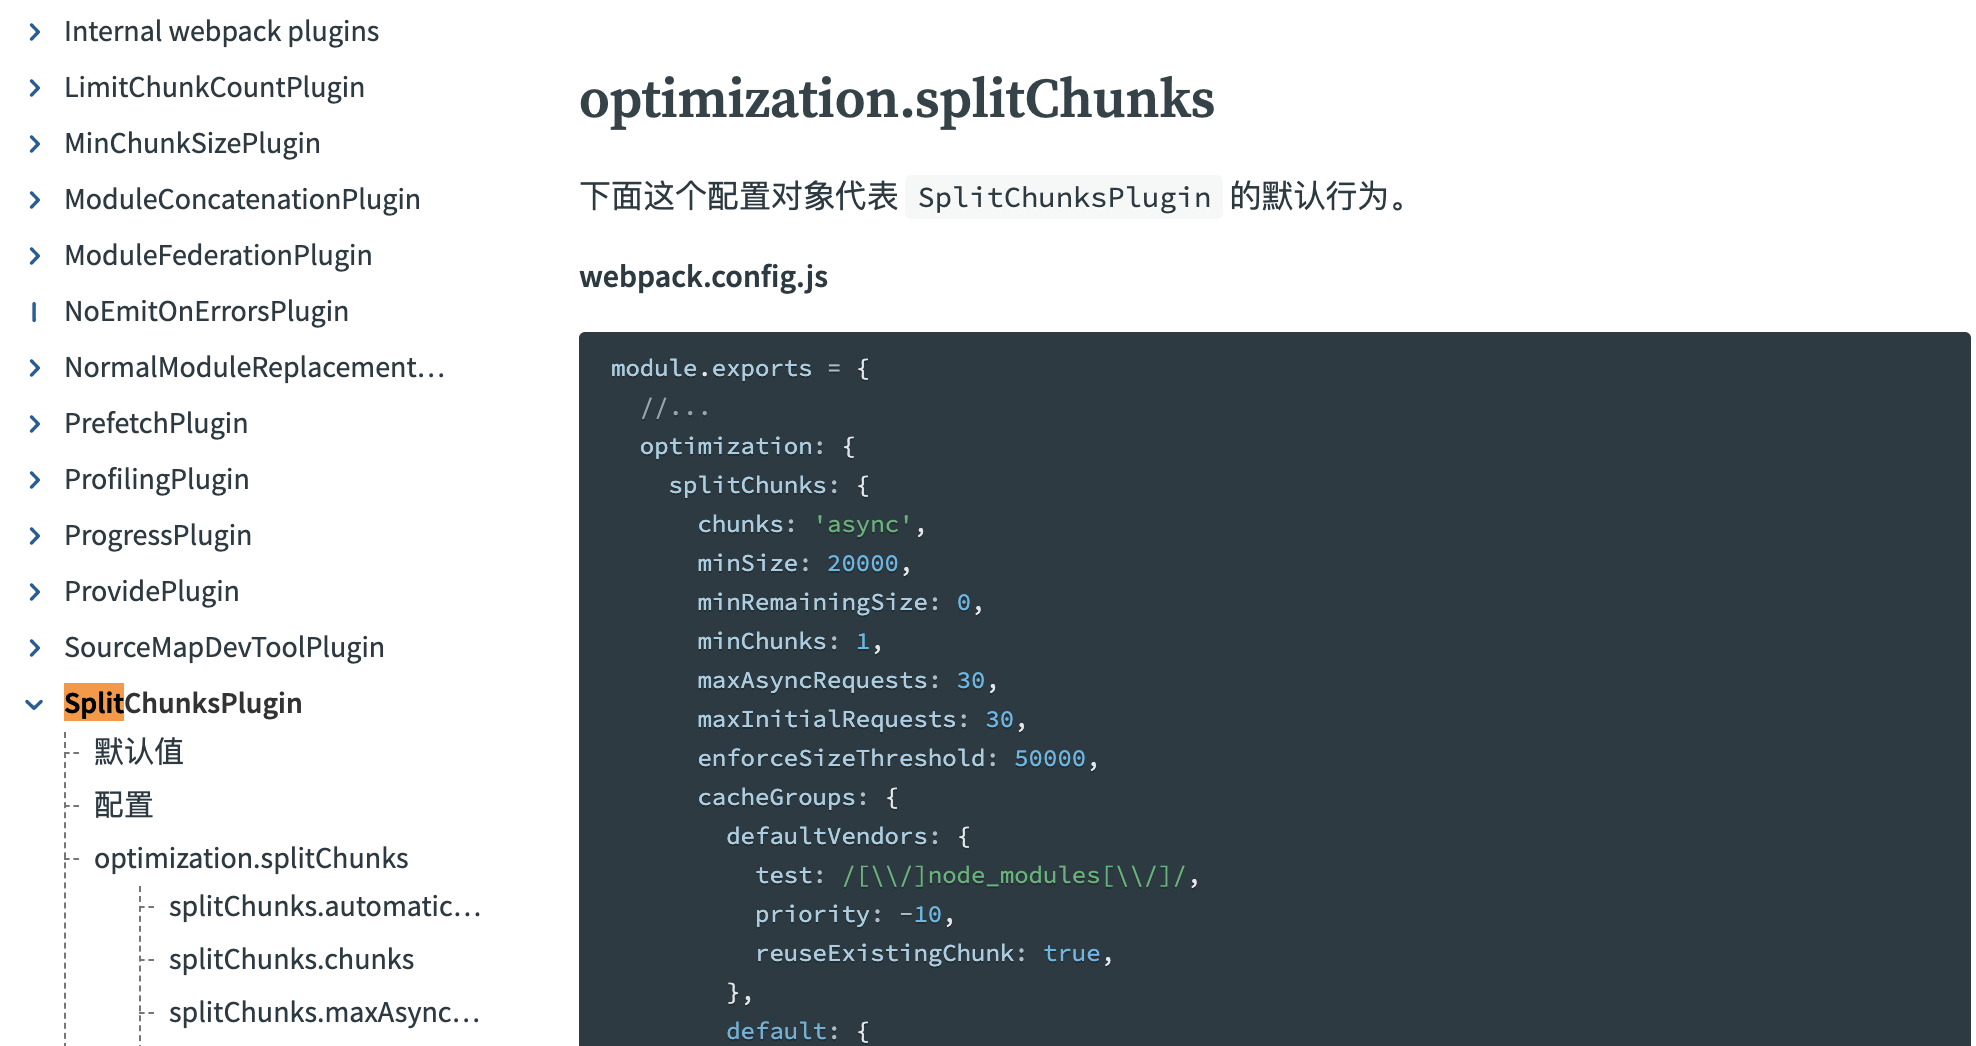 Internal webpack plugins
LimitChunkCountPlugin
MinChunkSizePlugin
ModuleConcatenationPlugin
ModuleFederationPlugin
NoEmitOnErrorsPlugin
NormalModuleReplacement…
PrefetchPlugin
ProfilingPlugin
ProgressPlugin
ProvidePlugin
SourceMapDevToolPlugin
SplitChunksPlugin
默认值
配置
optimization.splitChunks
splitChunks.automatic…
splitChunks.chunks
splitChunks.maxAsync…
optimization.splitChunks
下面这个配置对象代表 SplitChunksPlugin 的默认行为。
webpack.config.js
module.exports = {
  //...
  optimization: {
    splitChunks: {
      chunks: 'async',
      minSize: 20000,
      minRemainingSize: 0,
      minChunks: 1,
      maxAsyncRequests: 30,
      maxInitialRequests: 30,
      enforceSizeThreshold: 50000,
      cacheGroups: {
        defaultVendors: {
          test: /[\\/]node_modules[\\/]/,
          priority: -10,
          reuseExistingChunk: true,
        },
        default: {